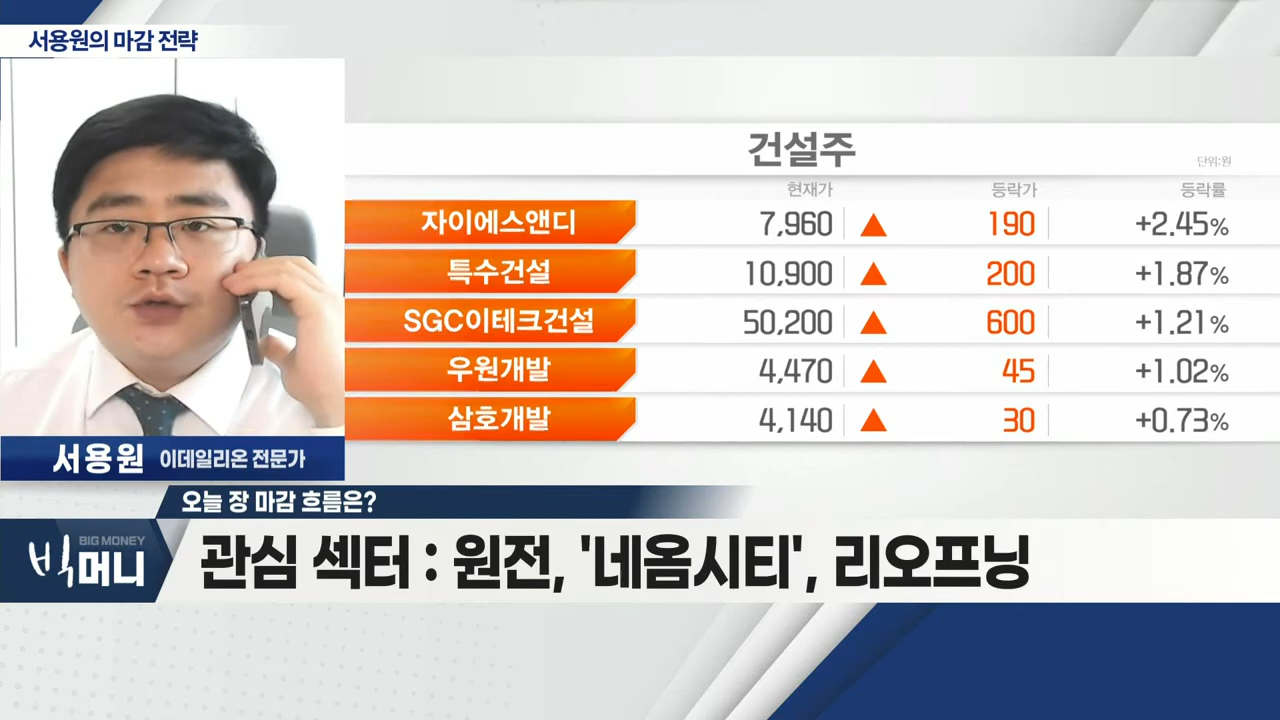 서용원의 마감 전략
건설주
단위:원
현재가 등락가 등락률
자이에스앤디 7,960 ▲ 190 +2.45%
특수건설 10,900 ▲ 200 +1.87%
SGC이테크건설 50,200 ▲ 600 +1.21%
우원개발 4,470 ▲ 45 +1.02%
삼호개발 4,140 ▲ 30 +0.73%
서용원 이데일리온 전문가
오늘 장 마감 흐름은?
BIG MONEY
빅머니
관심 섹터 : 원전, '네옴시티', 리오프닝